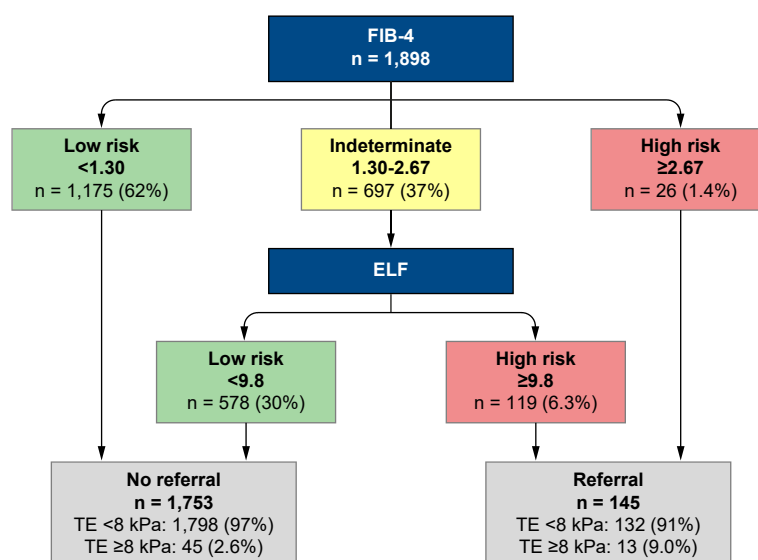 FIB-4
n = 1,898
Low risk
<1.30
n = 1,175 (62%)
Indeterminate
1.30-2.67
n = 697 (37%)
High risk
≥2.67
n = 26 (1.4%)
ELF
Low risk
<9.8
n = 578 (30%)
High risk
≥9.8
n = 119 (6.3%)
No referral
n = 1,753
TE <8 kPa: 1,798 (97%)
TE ≥8 kPa: 45 (2.6%)
Referral
n = 145
TE <8 kPa: 132 (91%)
TE ≥8 kPa: 13 (9.0%)